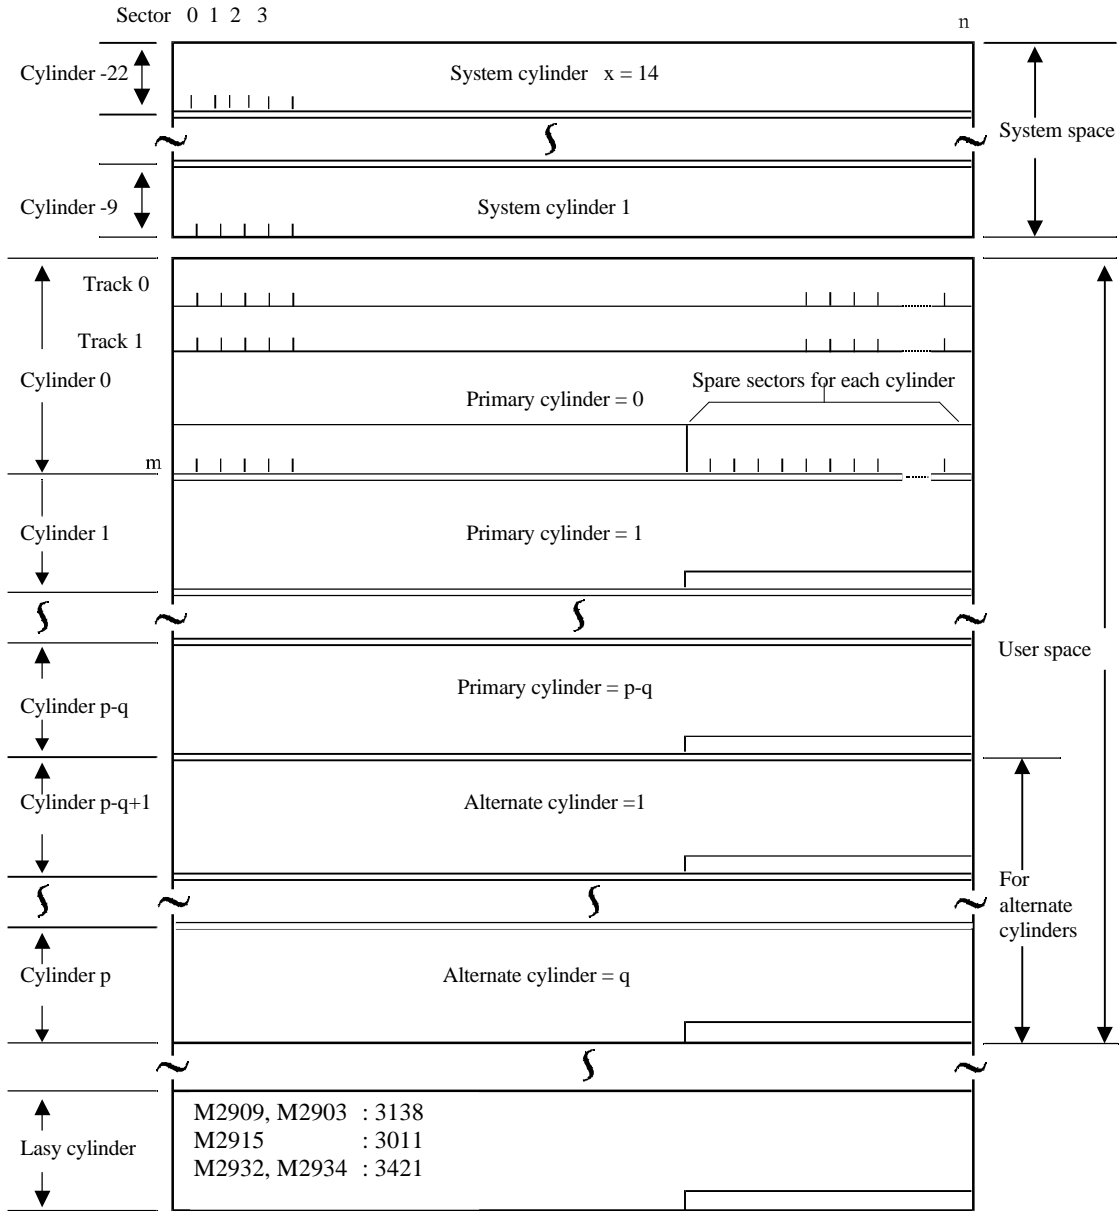 Sector 0 1 2 3
n
Cylinder -22
System cylinder x = 14
System space
Cylinder -9
System cylinder 1
Track 0
Track 1
Cylinder 0
Spare sectors for each cylinder
Primary cylinder = 0
m
Cylinder 1
Primary cylinder = 1
User space
Primary cylinder = p-q
Cylinder p-q
Cylinder p-q+1
Alternate cylinder =1
For
alternate
cylinders
Cylinder p
Alternate cylinder = q
M2909, M2903 : 3138
M2915 : 3011
M2932, M2934 : 3421
Lasy cylinder